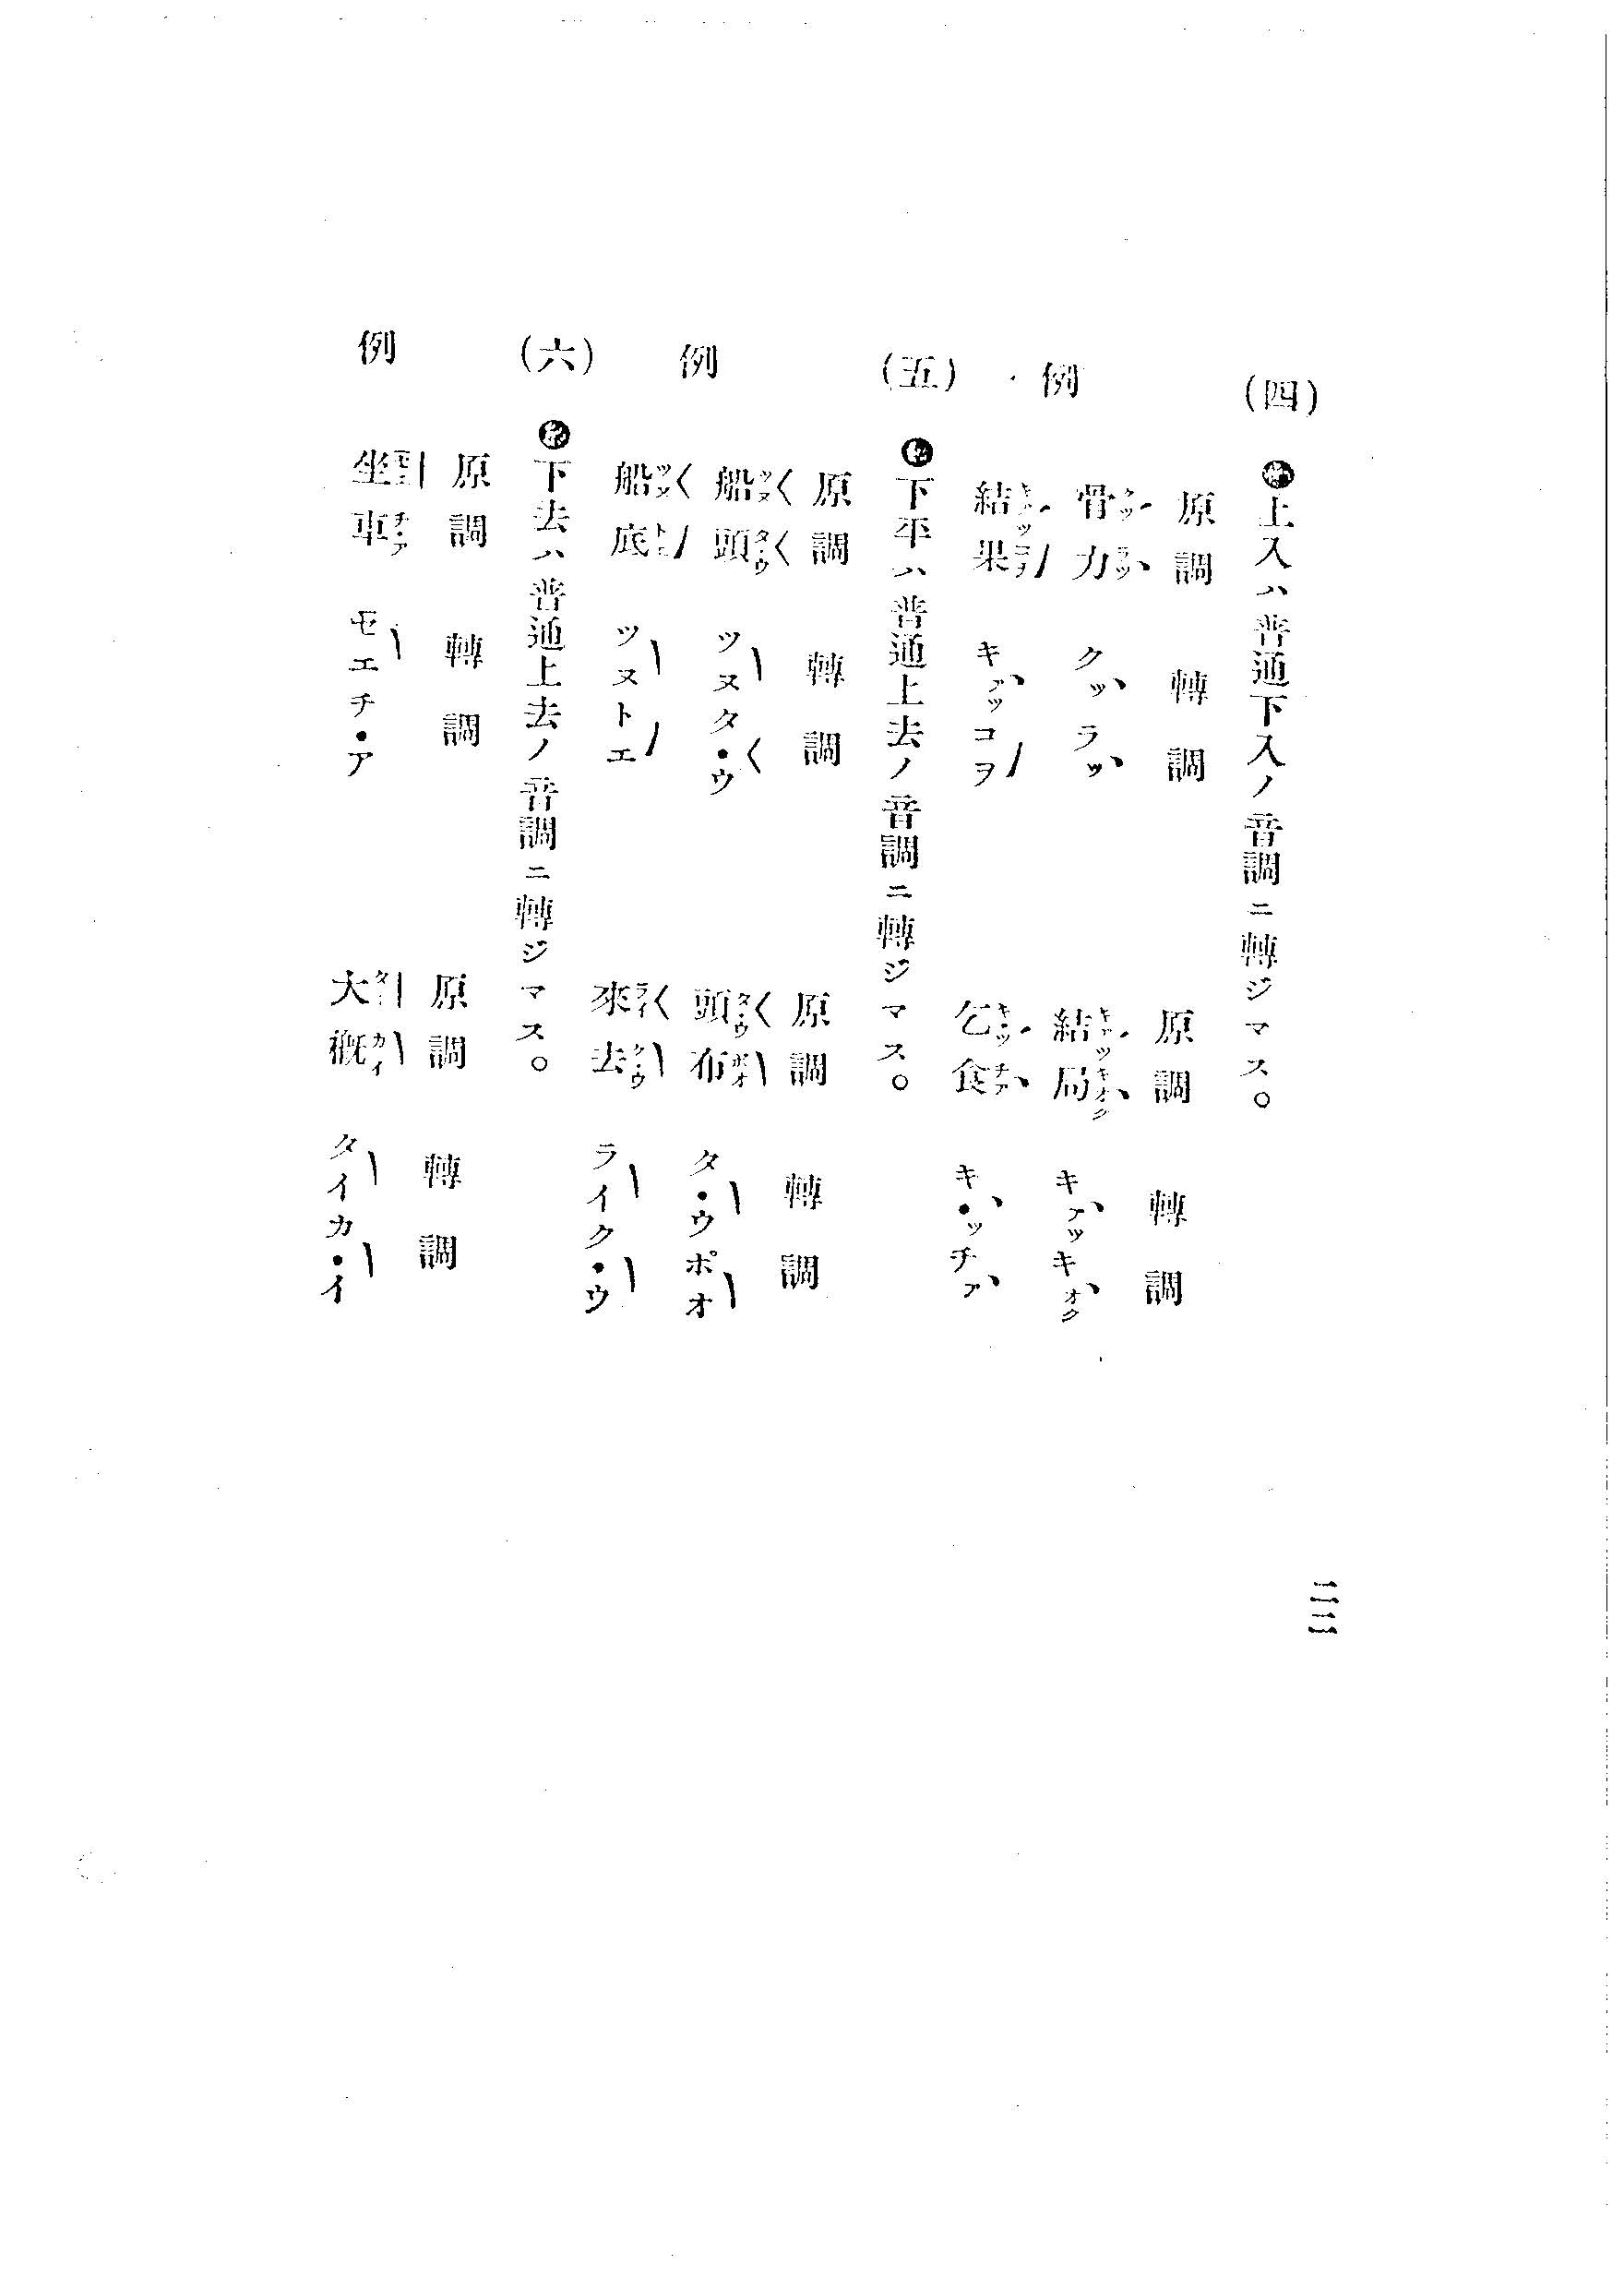 二二
(四) 上入ハ普通下入ノ音調ニ轉ジマス。
原調 轉調 原調 轉調
例 骨力 クッラッ 結局 キァッキォク
結果 キァッコヲ 乞食 キ・ッチァ
(五) 下平ハ普通上去ノ音調ニ轉ジマス。
原調 轉調 原調 轉調
例 船頭 ツヌタ・ウ 頭布 タ・ウポオ
船底 ツヌトエ 來去 ライク・ウ
(六) 下去ハ普通上去ノ音調ニ轉ジマス。
原調 轉調 原調 轉調
例 坐車 モエチ・ア 大概 タイカ・イ